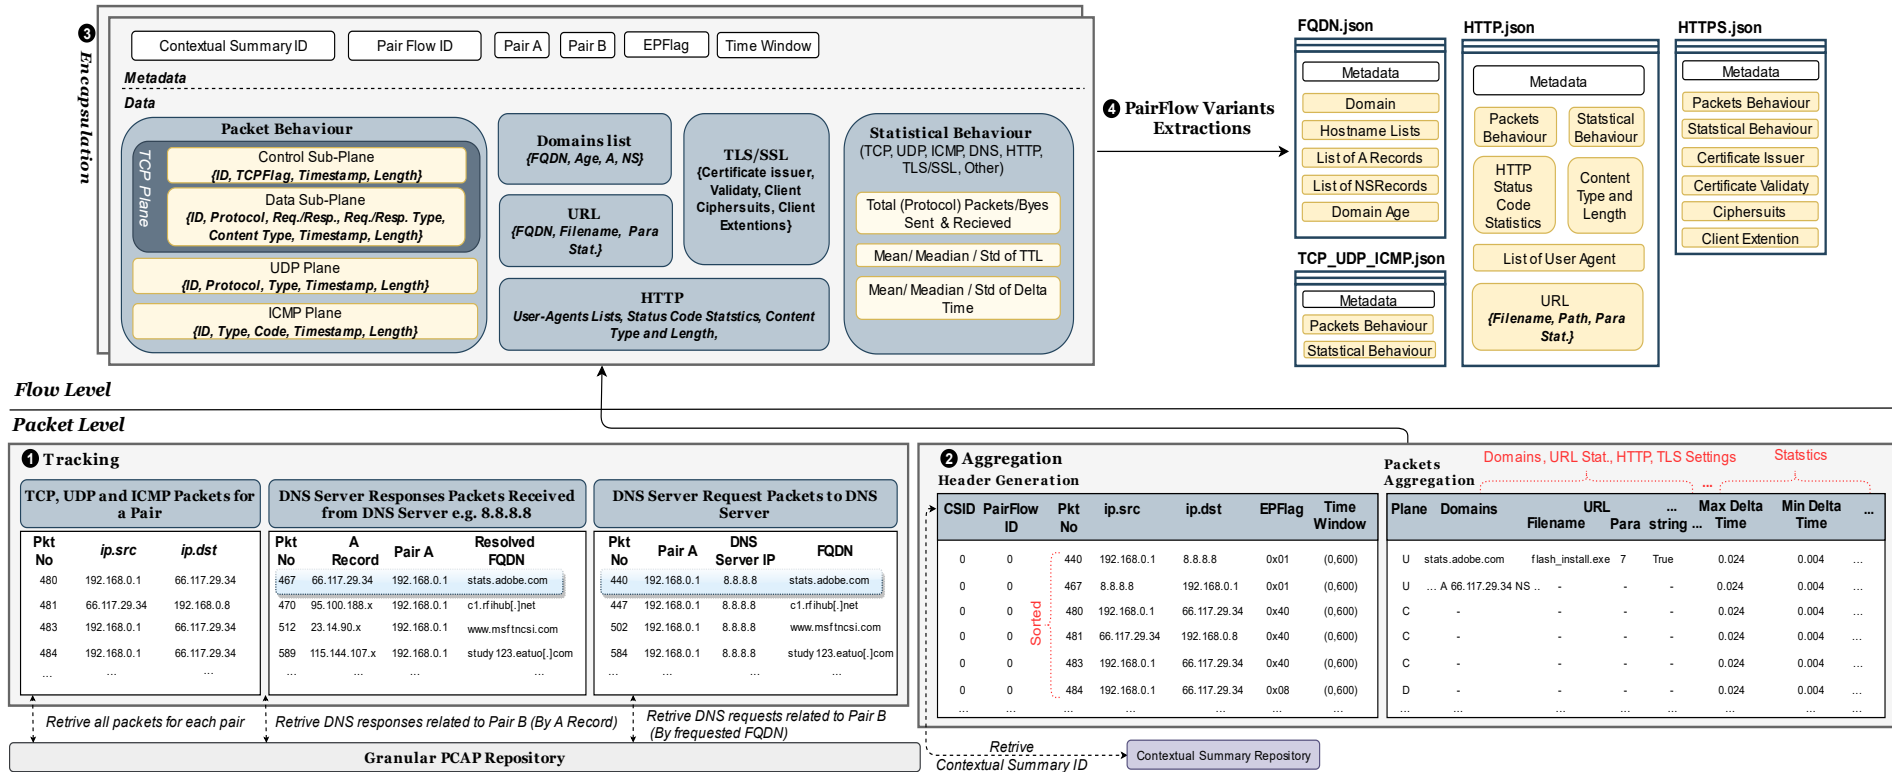 3 Encapsulation
Contextual Summary ID
Pair Flow ID
Pair A
Pair B
EPFlag
Time Window
Metadata
Data
Packet Behaviour
TCP Plane
Control Sub-Plane
{ID, TCPFlag, Timestamp, Length}
Data Sub-Plane
{ID, Protocol, Req./Resp., Req./Resp. Type,
Content Type, Timestamp, Length}
UDP Plane
{ID, Protocol, Type, Timestamp, Length}
ICMP Plane
{ID, Type, Code, Timestamp, Length}
Domains list
{FQDN, Age, A, NS}
URL
{FQDN, Filename, Para
Stat.}
TLS/SSL
{Certificate issuer,
Validaty, Client
Ciphersuits, Client
Extentions}
HTTP
User-Agents Lists, Status Code Statstics, Content
Type and Length,
Statistical Behaviour
(TCP, UDP, ICMP, DNS, HTTP,
TLS/SSL, Other)
Total (Protocol) Packets/Byes
Sent & Recieved
Mean/ Meadian / Std of TTL
Mean/ Meadian / Std of Delta
Time
4 PairFlow Variants
Extractions
FQDN.json
Metadata
Domain
Hostname Lists
List of A Records
List of NSRecords
Domain Age
TCP_UDP_ICMP.json
Metadata
Packets Behaviour
Statstical Behaviour
HTTP.json
Metadata
Packets
Behaviour
Statstical
Behaviour
HTTP
Status
Code
Statistics
Content
Type and
Length
List of User Agent
URL
{Filename, Path, Para
Stat.}
HTTPS.json
Metadata
Packets Behaviour
Statstical Behaviour
Certificate Issuer
Certificate Validaty
Ciphersuits
Client Extention
Flow Level
Packet Level
1 Tracking
TCP, UDP and ICMP Packets for
a Pair
Pkt No ip.src ip.dst
480 192.168.0.1 66.117.29.34
481 66.117.29.34 192.168.0.8
483 192.168.0.1 66.117.29.34
484 192.168.0.1 66.117.29.34
... ... ...
DNS Server Responses Packets Received
from DNS Server e.g. 8.8.8.8
Pkt No A Record Pair A Resolved FQDN
467 66.117.29.34 192.168.0.1 stats.adobe.com
470 95.100.188.x 192.168.0.1 c1.rfihub[.]net
512 23.14.90.x 192.168.0.1 www.msftncsi.com
589 115.144.107.x 192.168.0.1 study123.eatuo[.]com
... ... ... ...
DNS Server Request Packets to DNS
Server
Pkt No Pair A DNS Server IP FQDN
440 192.168.0.1 8.8.8.8 stats.adobe.com
447 192.168.0.1 8.8.8.8 c1.rfihub[.]net
502 192.168.0.1 8.8.8.8 www.msftncsi.com
584 192.168.0.1 8.8.8.8 study123.eatuo[.]com
... ... ... ...
Retrive all packets for each pair
Retrive DNS responses related to Pair B (By A Record)
Retrive DNS requests related to Pair B
(By frequested FQDN)
Granular PCAP Repository
2 Aggregation
Header Generation
CSID PairFlow ID Pkt No ip.src ip.dst EPFlag Time Window
Sorted
0 0 440 192.168.0.1 8.8.8.8 0x01 (0,600)
0 0 467 8.8.8.8 192.168.0.1 0x01 (0,600)
0 0 480 192.168.0.1 66.117.29.34 0x40 (0,600)
0 0 481 66.117.29.34 192.168.0.8 0x40 (0,600)
0 0 483 192.168.0.1 66.117.29.34 0x40 (0,600)
0 0 484 192.168.0.1 66.117.29.34 0x08 (0,600)
... ... ... ... ... ... ...
Packets
Aggregation
Domains, URL Stat., HTTP, TLS Settings
...
Statstics
Plane Domains URL ... Max Delta Time Min Delta Time ...
Filename Para string ...
U stats.adobe.com flash_install.exe 7 True 0.024 0.004 ...
U ... A 66.117.29.34 NS .. - - - 0.024 0.004 ...
C - - - - 0.024 0.004 ...
C - - - - 0.024 0.004 ...
C - - - - 0.024 0.004 ...
D - - - - 0.024 0.004 ...
... ... ... ... ... ... ... ...
Retrive
Contextual Summary ID
Contextual Summary Repository